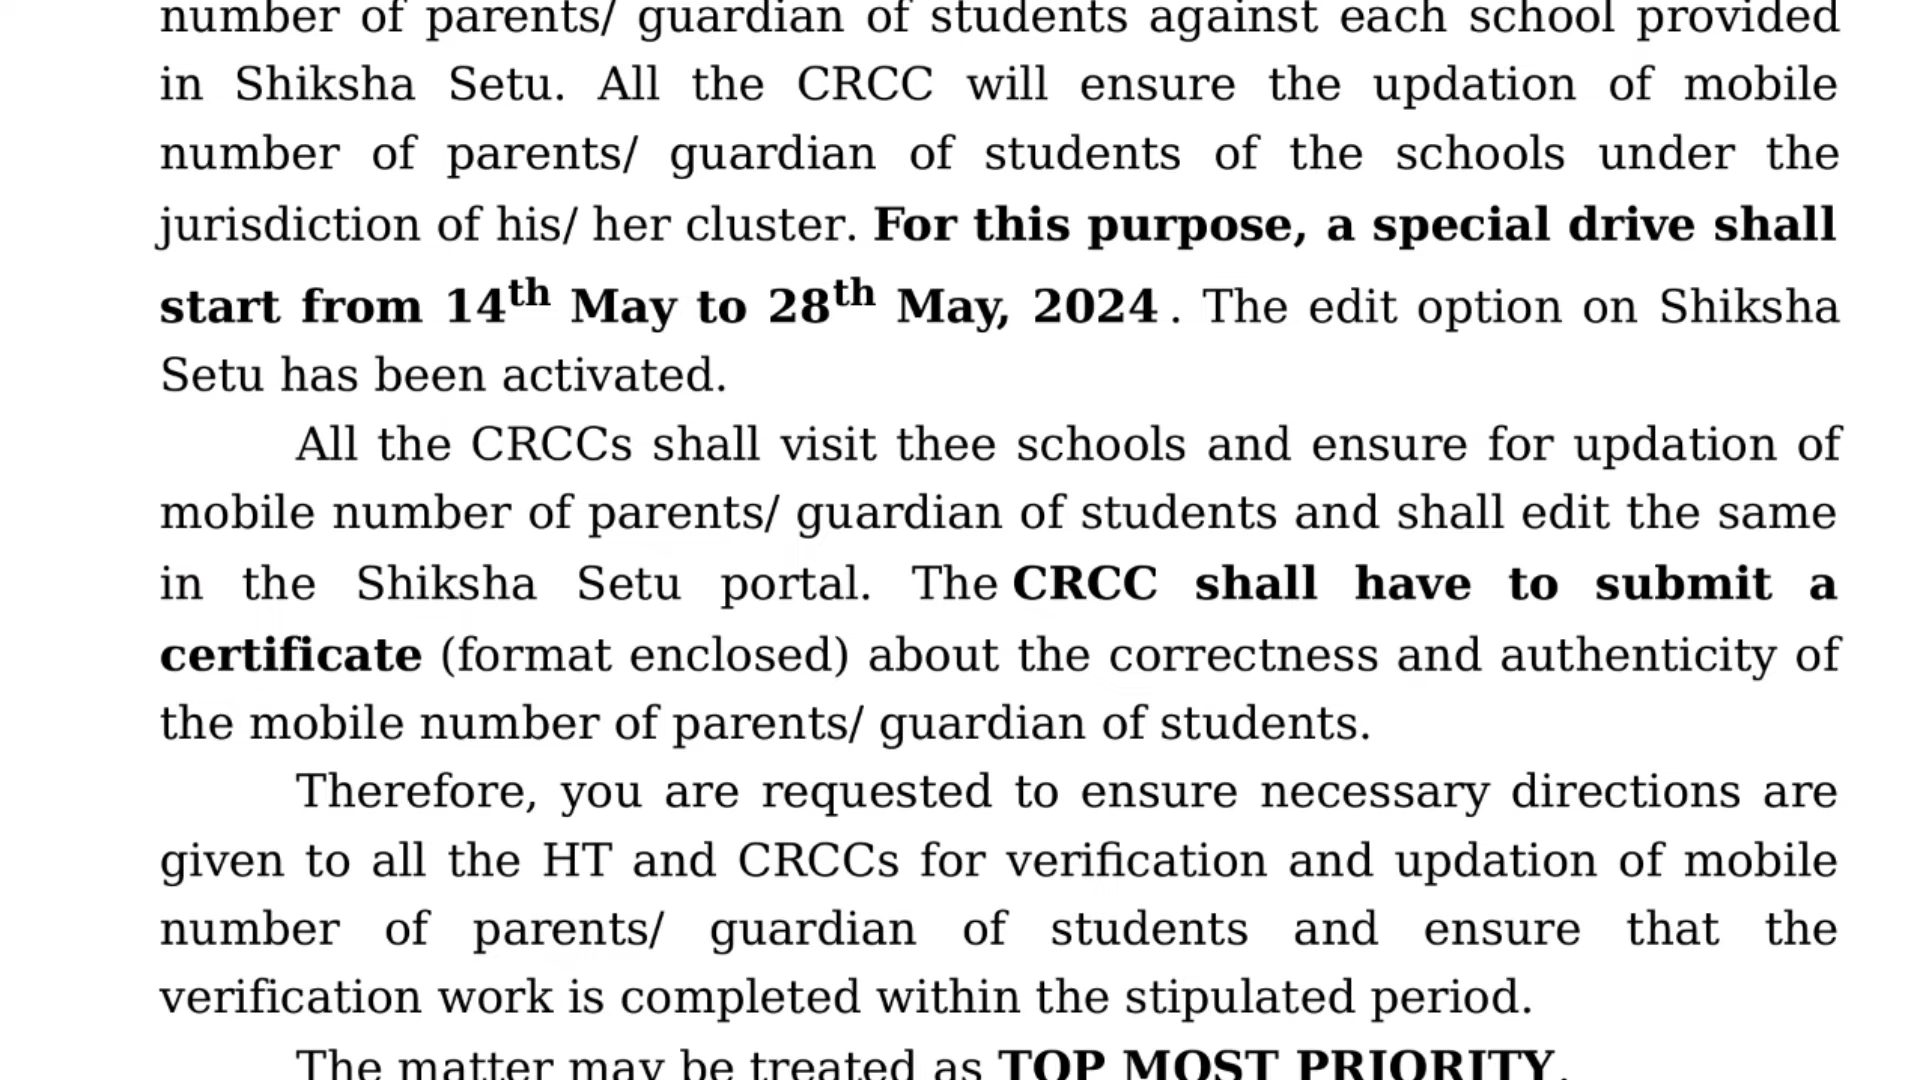 number of parents/ guardian of students against each school provided
in Shiksha Setu. All the CRCC will ensure the updation of mobile
number of parents/ guardian of students of the schools under the
jurisdiction of his/ her cluster. For this purpose, a special drive shall
start from 14th May to 28th May, 2024 . The edit option on Shiksha
Setu has been activated.
All the CRCCs shall visit thee schools and ensure for updation of
mobile number of parents/ guardian of students and shall edit the same
in the Shiksha Setu portal. The CRCC shall have to submit a
certificate (format enclosed) about the correctness and authenticity of
the mobile number of parents/ guardian of students.
Therefore, you are requested to ensure necessary directions are
given to all the HT and CRCCs for verification and updation of mobile
number of parents/ guardian of students and ensure that the
verification work is completed within the stipulated period.
The matter may be treated as TOP MOST PRIORITY.